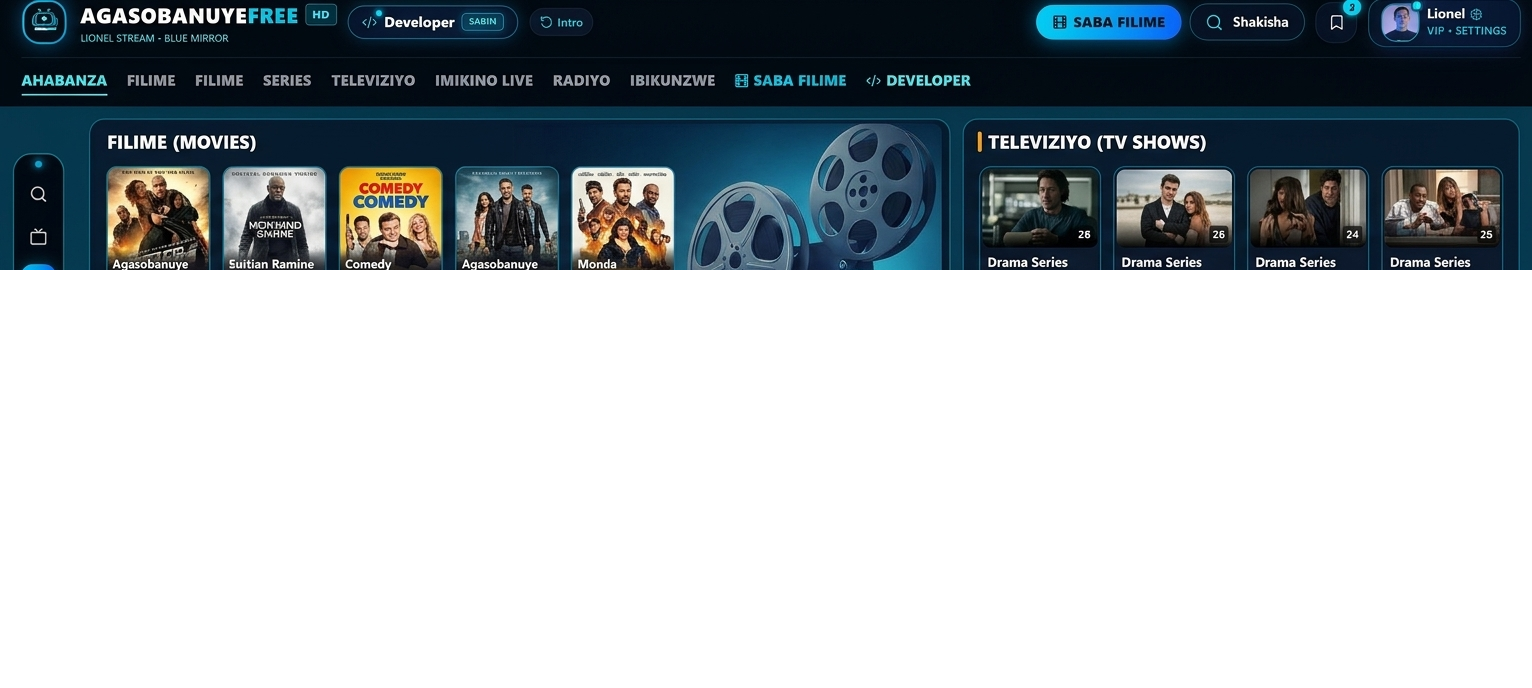 AGASOBANUYEFREE HD
LIONEL STREAM • BLUE MIRROR
</> Developer SABIN
Intro
SABA FILIME
Shakisha
Lionel
VIP • SETTINGS
AHABANZA FILIME FILIME SERIES TELEVIZIYO IMIKINO LIVE RADIYO IBIKUNZWE SABA FILIME </> DEVELOPER
FILIME (MOVIES)
COMEDY
COMEDY
Agasobanuye
Suitian Ramine
Comedy
Agasobanuye
Monda
TELEVIZIYO (TV SHOWS)
26
26
24
25
Drama Series
Drama Series
Drama Series
Drama Series